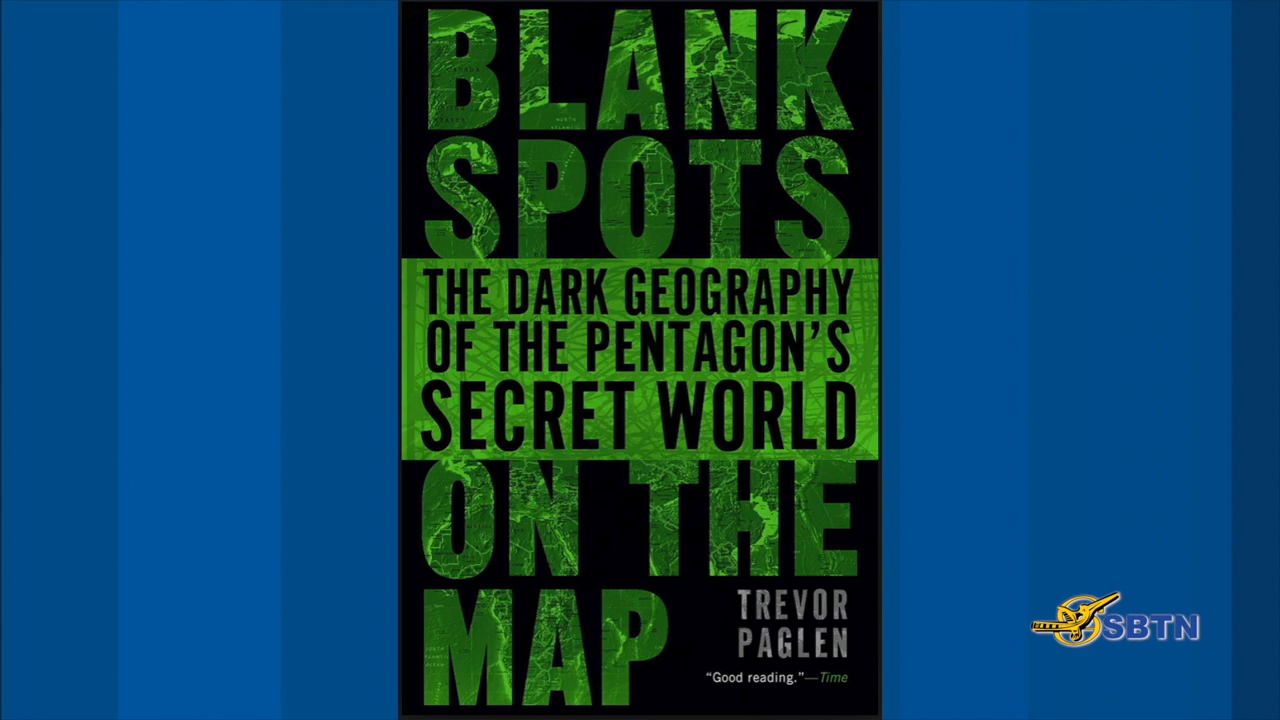 BLANK
SPOTS
THE DARK GEOGRAPHY
OF THE PENTAGON'S
SECRET WORLD
ON THE
MAP
TREVOR
PAGLEN
“Good reading.”—Time
SBTN